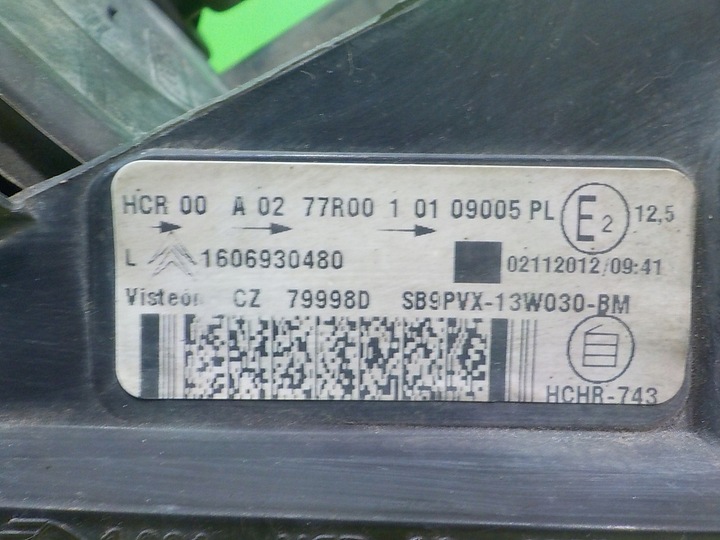 HCR 00 A 02 77R00 1 01 09005 PL E2 12,5
L 1606930480 02112012/09:41
Visteon CZ 79998D SB9PVX-13W030-BM
HCHR-743